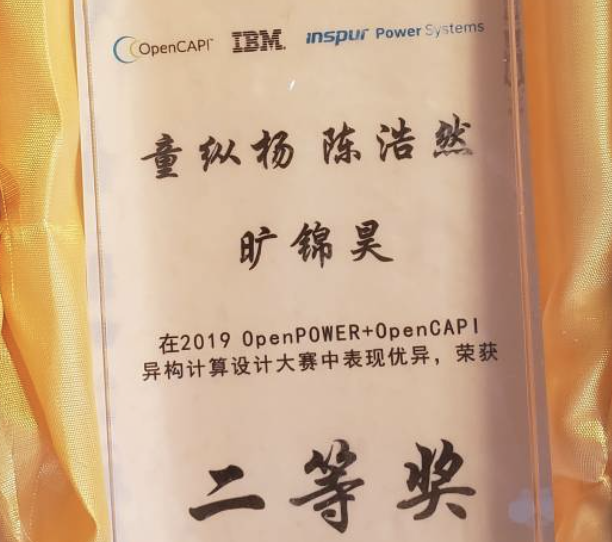 OpenCAPI™ IBM. inspur Power Systems
童纵杨 陈浩然
旷锦昊
在2019 OpenPOWER+OpenCAPI
异构计算设计大赛中表现优异，荣获
二等奖